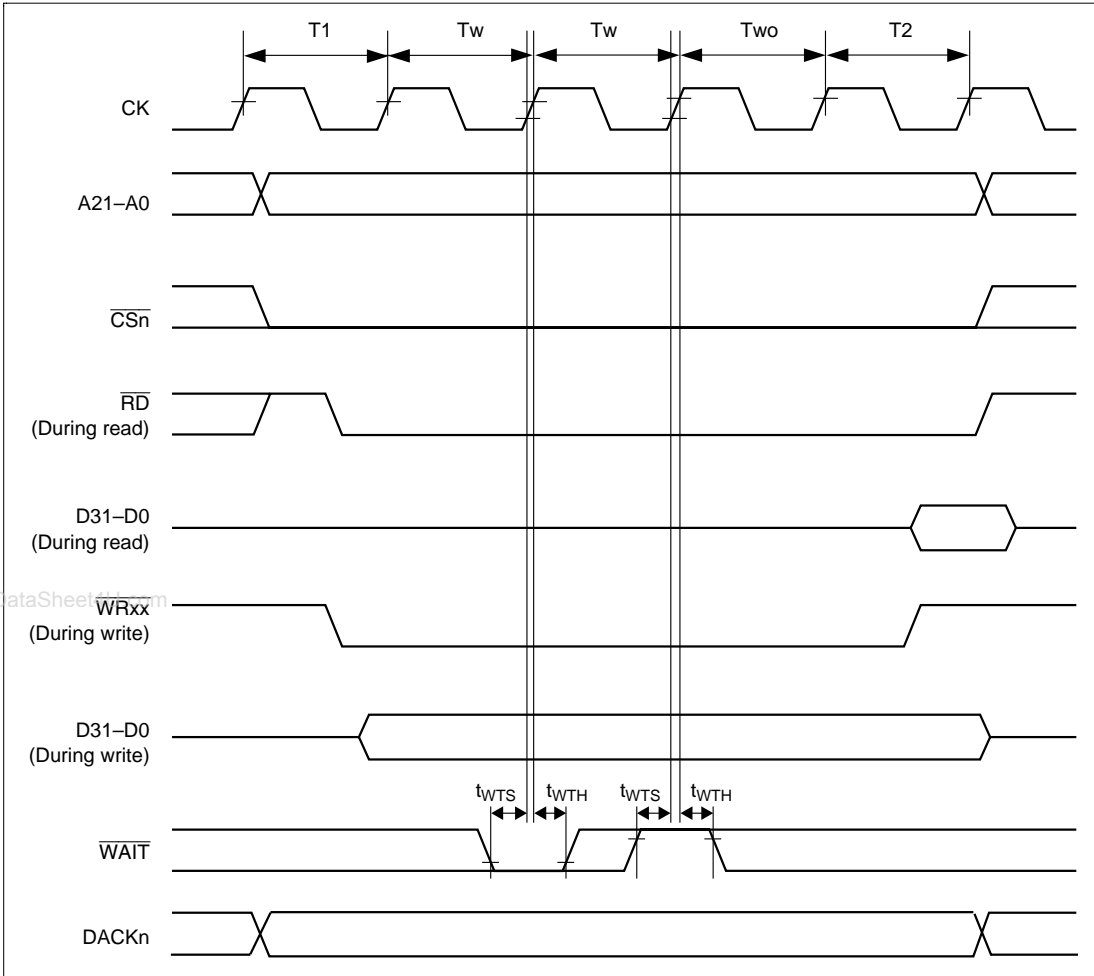 T1 Tw Tw Two T2
CK
A21–A0
CSn
RD
(During read)
D31–D0
(During read)
WRxx
(During write)
D31–D0
(During write)
tWTS tWTH tWTS tWTH
WAIT
DACKn